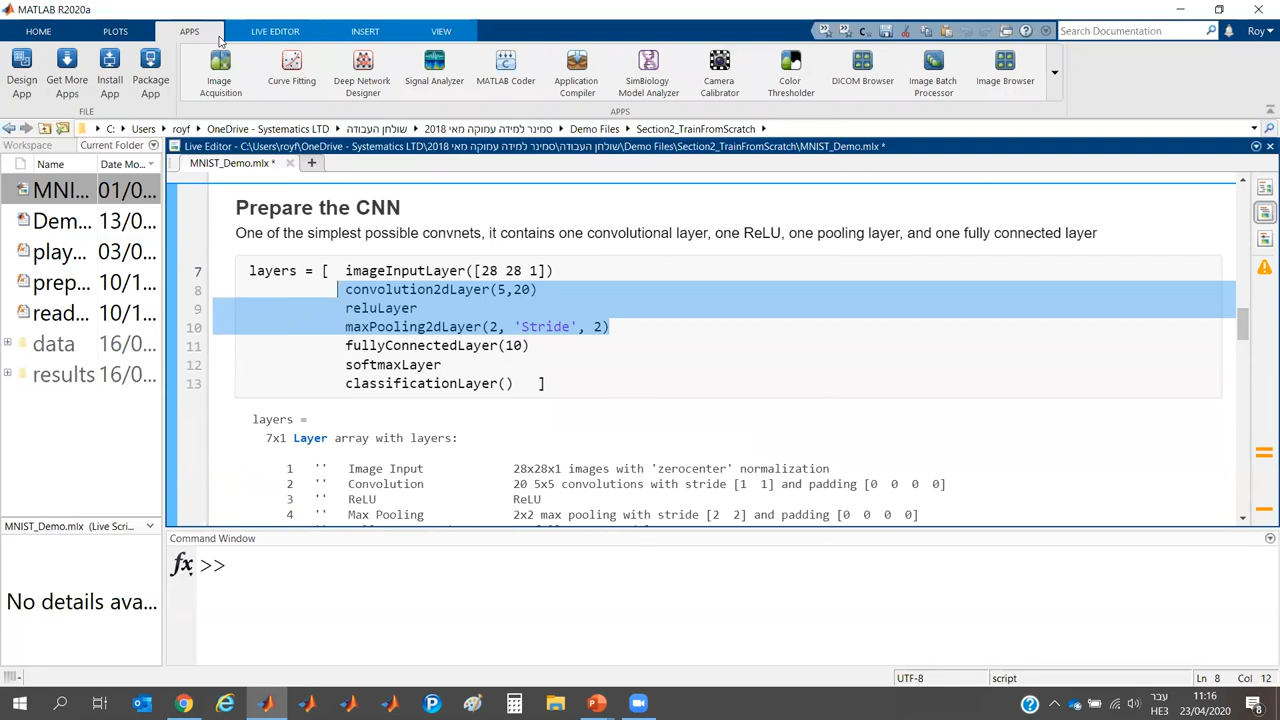 MATLAB R2020a
HOME PLOTS APPS LIVE EDITOR INSERT VIEW Search Documentation Roy
Design App Get More Apps Install App Package App Image Acquisition Curve Fitting Deep Network Designer Signal Analyzer MATLAB Coder Application Compiler SimBiology Model Analyzer Camera Calibrator Color Thresholder DICOM Browser Image Batch Processor Image Browser
FILE APPS
C: Users royf OneDrive - Systematics LTD שולחן העבודה סמינר למידה עמוקה מאי 2018 Demo Files Section2_TrainFromScratch
Workspace Current Folder Live Editor - C:\Users\royf\OneDrive - Systematics LTD\שולחן העבודה\סמינר למידה עמוקה מאי 2018\Demo Files\Section2_TrainFromScratch\MNIST_Demo.mlx *
Name Date Mo... MNIST_Demo.mlx *
MNI... 01/0...
Dem... 13/0...
play... 03/0...
prep... 10/1...
read... 10/1...
data 16/0...
results 16/0...
Prepare the CNN
One of the simplest possible convnets, it contains one convolutional layer, one ReLU, one pooling layer, and one fully connected layer
7 layers = [ imageInputLayer([28 28 1])
8 convolution2dLayer(5,20)
9 reluLayer
10 maxPooling2dLayer(2, 'Stride', 2)
11 fullyConnectedLayer(10)
12 softmaxLayer
13 classificationLayer() ]
layers =
7x1 Layer array with layers:
1 '' Image Input 28x28x1 images with 'zerocenter' normalization
2 '' Convolution 20 5x5 convolutions with stride [1 1] and padding [0 0 0 0]
3 '' ReLU ReLU
4 '' Max Pooling 2x2 max pooling with stride [2 2] and padding [0 0 0 0]
MNIST_Demo.mlx (Live Scri...
No details ava...
Command Window
fx >>
UTF-8 script Ln 8 Col 12
עבר 11:16
HE3 23/04/2020 8